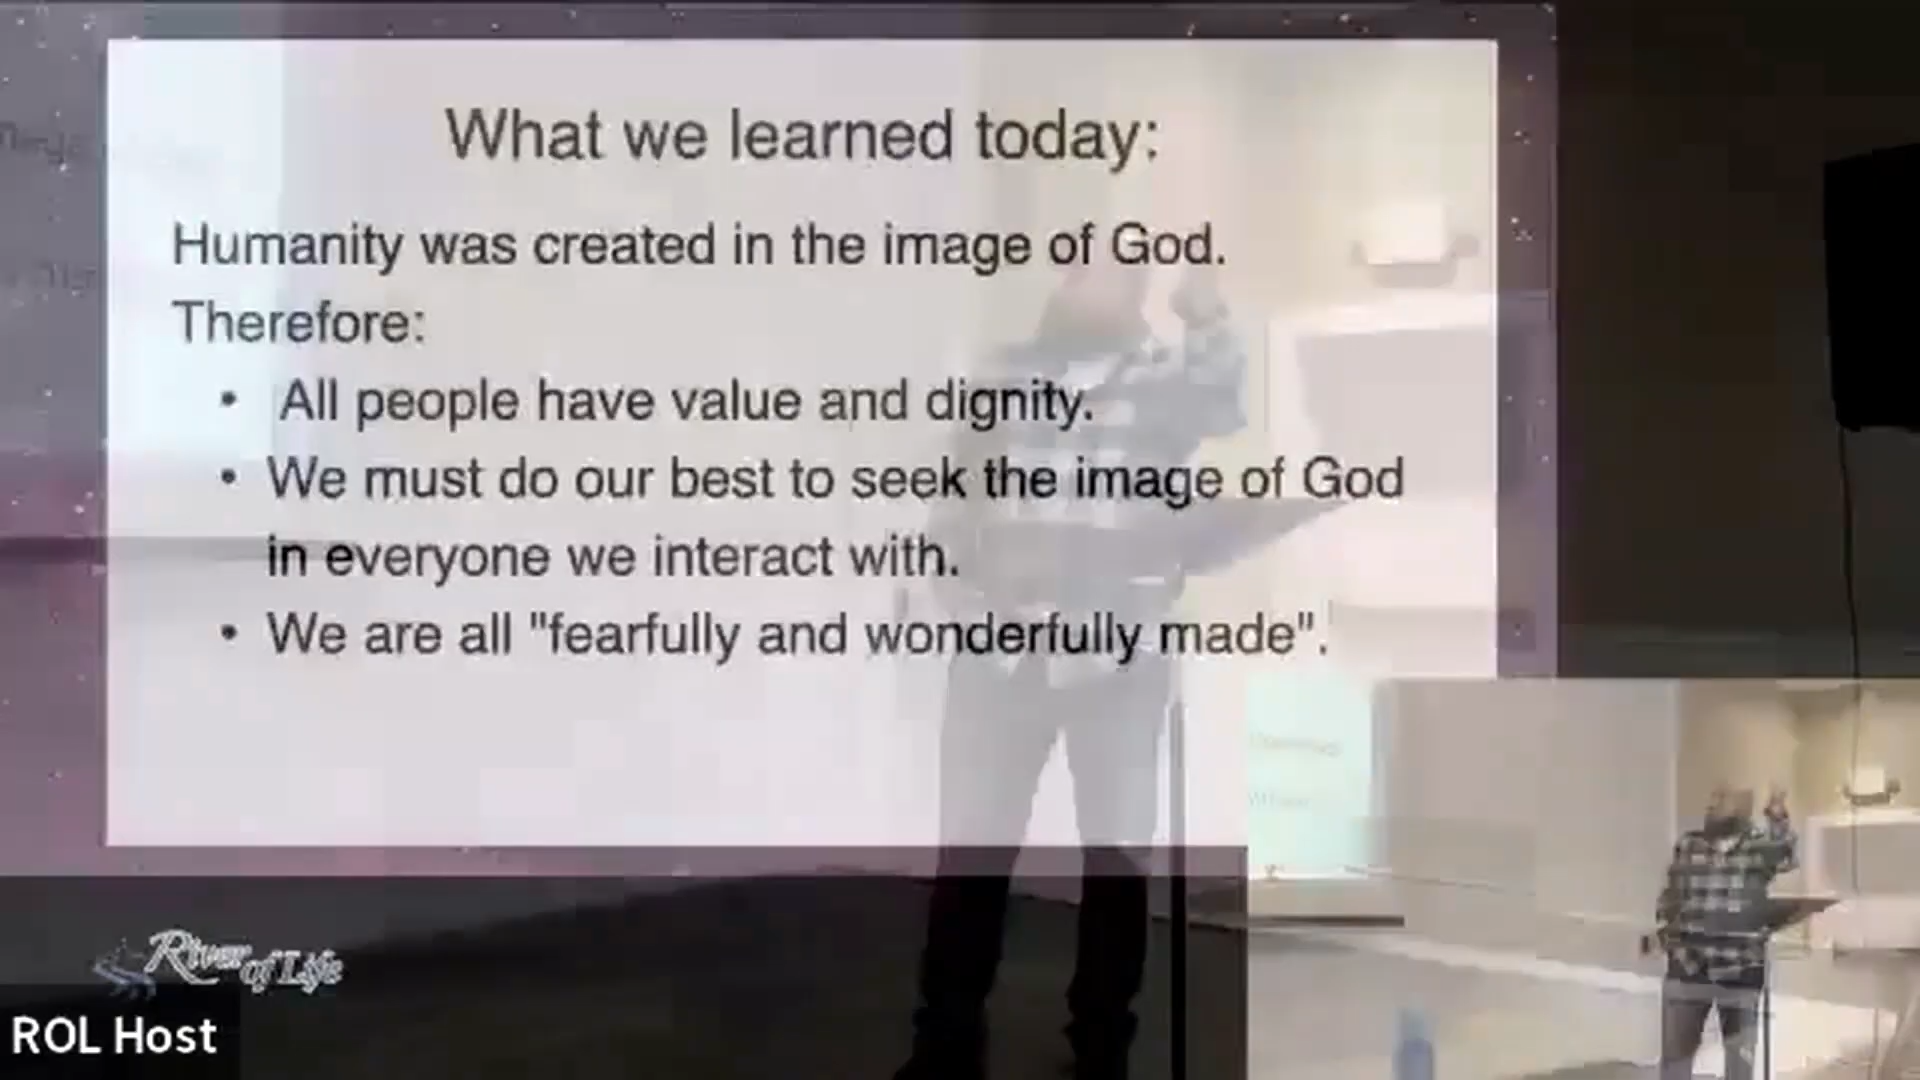 What we learned today:
Humanity was created in the image of God.
Therefore:
• All people have value and dignity.
• We must do our best to seek the image of God
in everyone we interact with.
• We are all "fearfully and wonderfully made".
River of Life
ROL Host